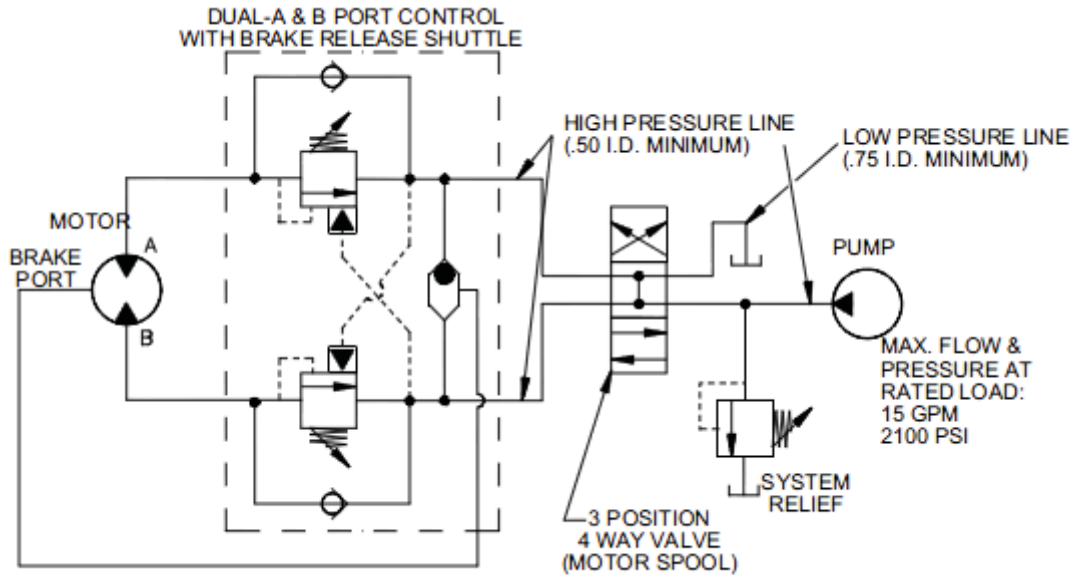 DUAL-A & B PORT CONTROL
WITH BRAKE RELEASE SHUTTLE
HIGH PRESSURE LINE
(.50 I.D. MINIMUM)
LOW PRESSURE LINE
(.75 I.D. MINIMUM)
MOTOR
A
BRAKE
PORT
B
PUMP
MAX. FLOW &
PRESSURE AT
RATED LOAD:
15 GPM
2100 PSI
SYSTEM
RELIEF
3 POSITION
4 WAY VALVE
(MOTOR SPOOL)